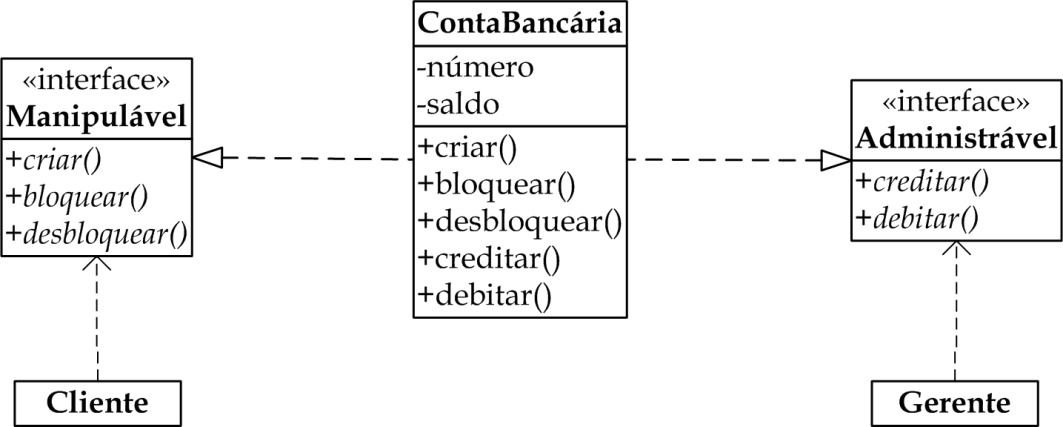 «interface»
Manipulável
+criar()
+bloquear()
+desbloquear()
ContaBancária
-número
-saldo
+criar()
+bloquear()
+desbloquear()
+creditar()
+debitar()
«interface»
Administrável
+creditar()
+debitar()
Cliente
Gerente